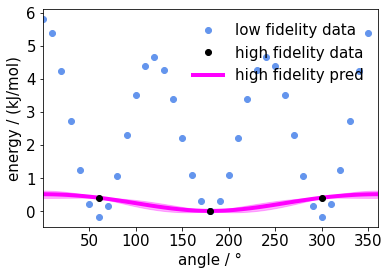 low fidelity data
high fidelity data
high fidelity pred
energy / (kJ/mol)
6
5
4
3
2
1
0
50 100 150 200 250 300 350
angle / °